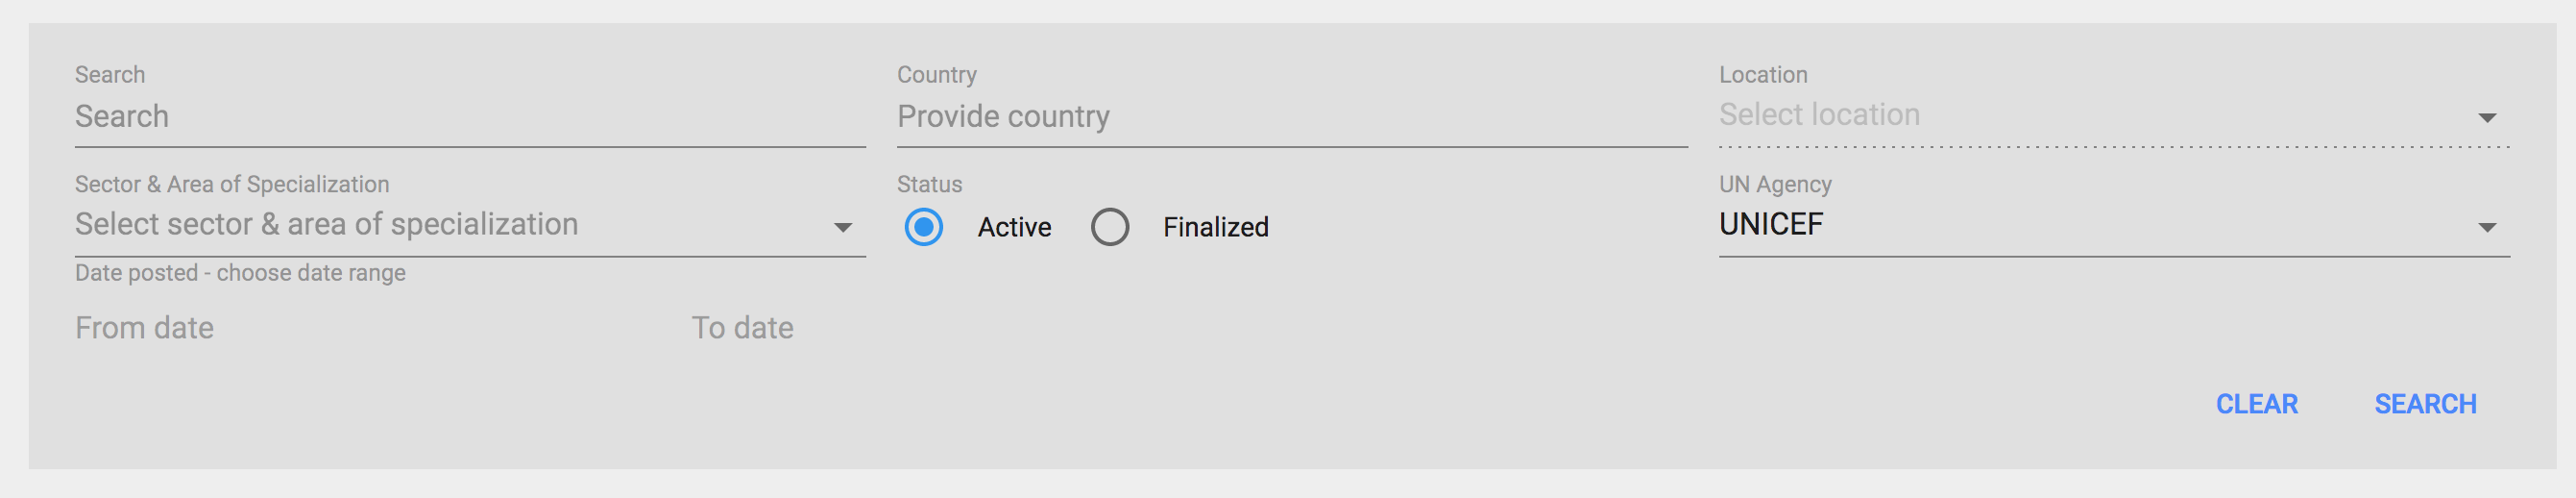 Search
Search
Country
Provide country
Location
Select location
Sector & Area of Specialization
Select sector & area of specialization
Status
Active
Finalized
UN Agency
UNICEF
Date posted - choose date range
From date
To date
CLEAR
SEARCH